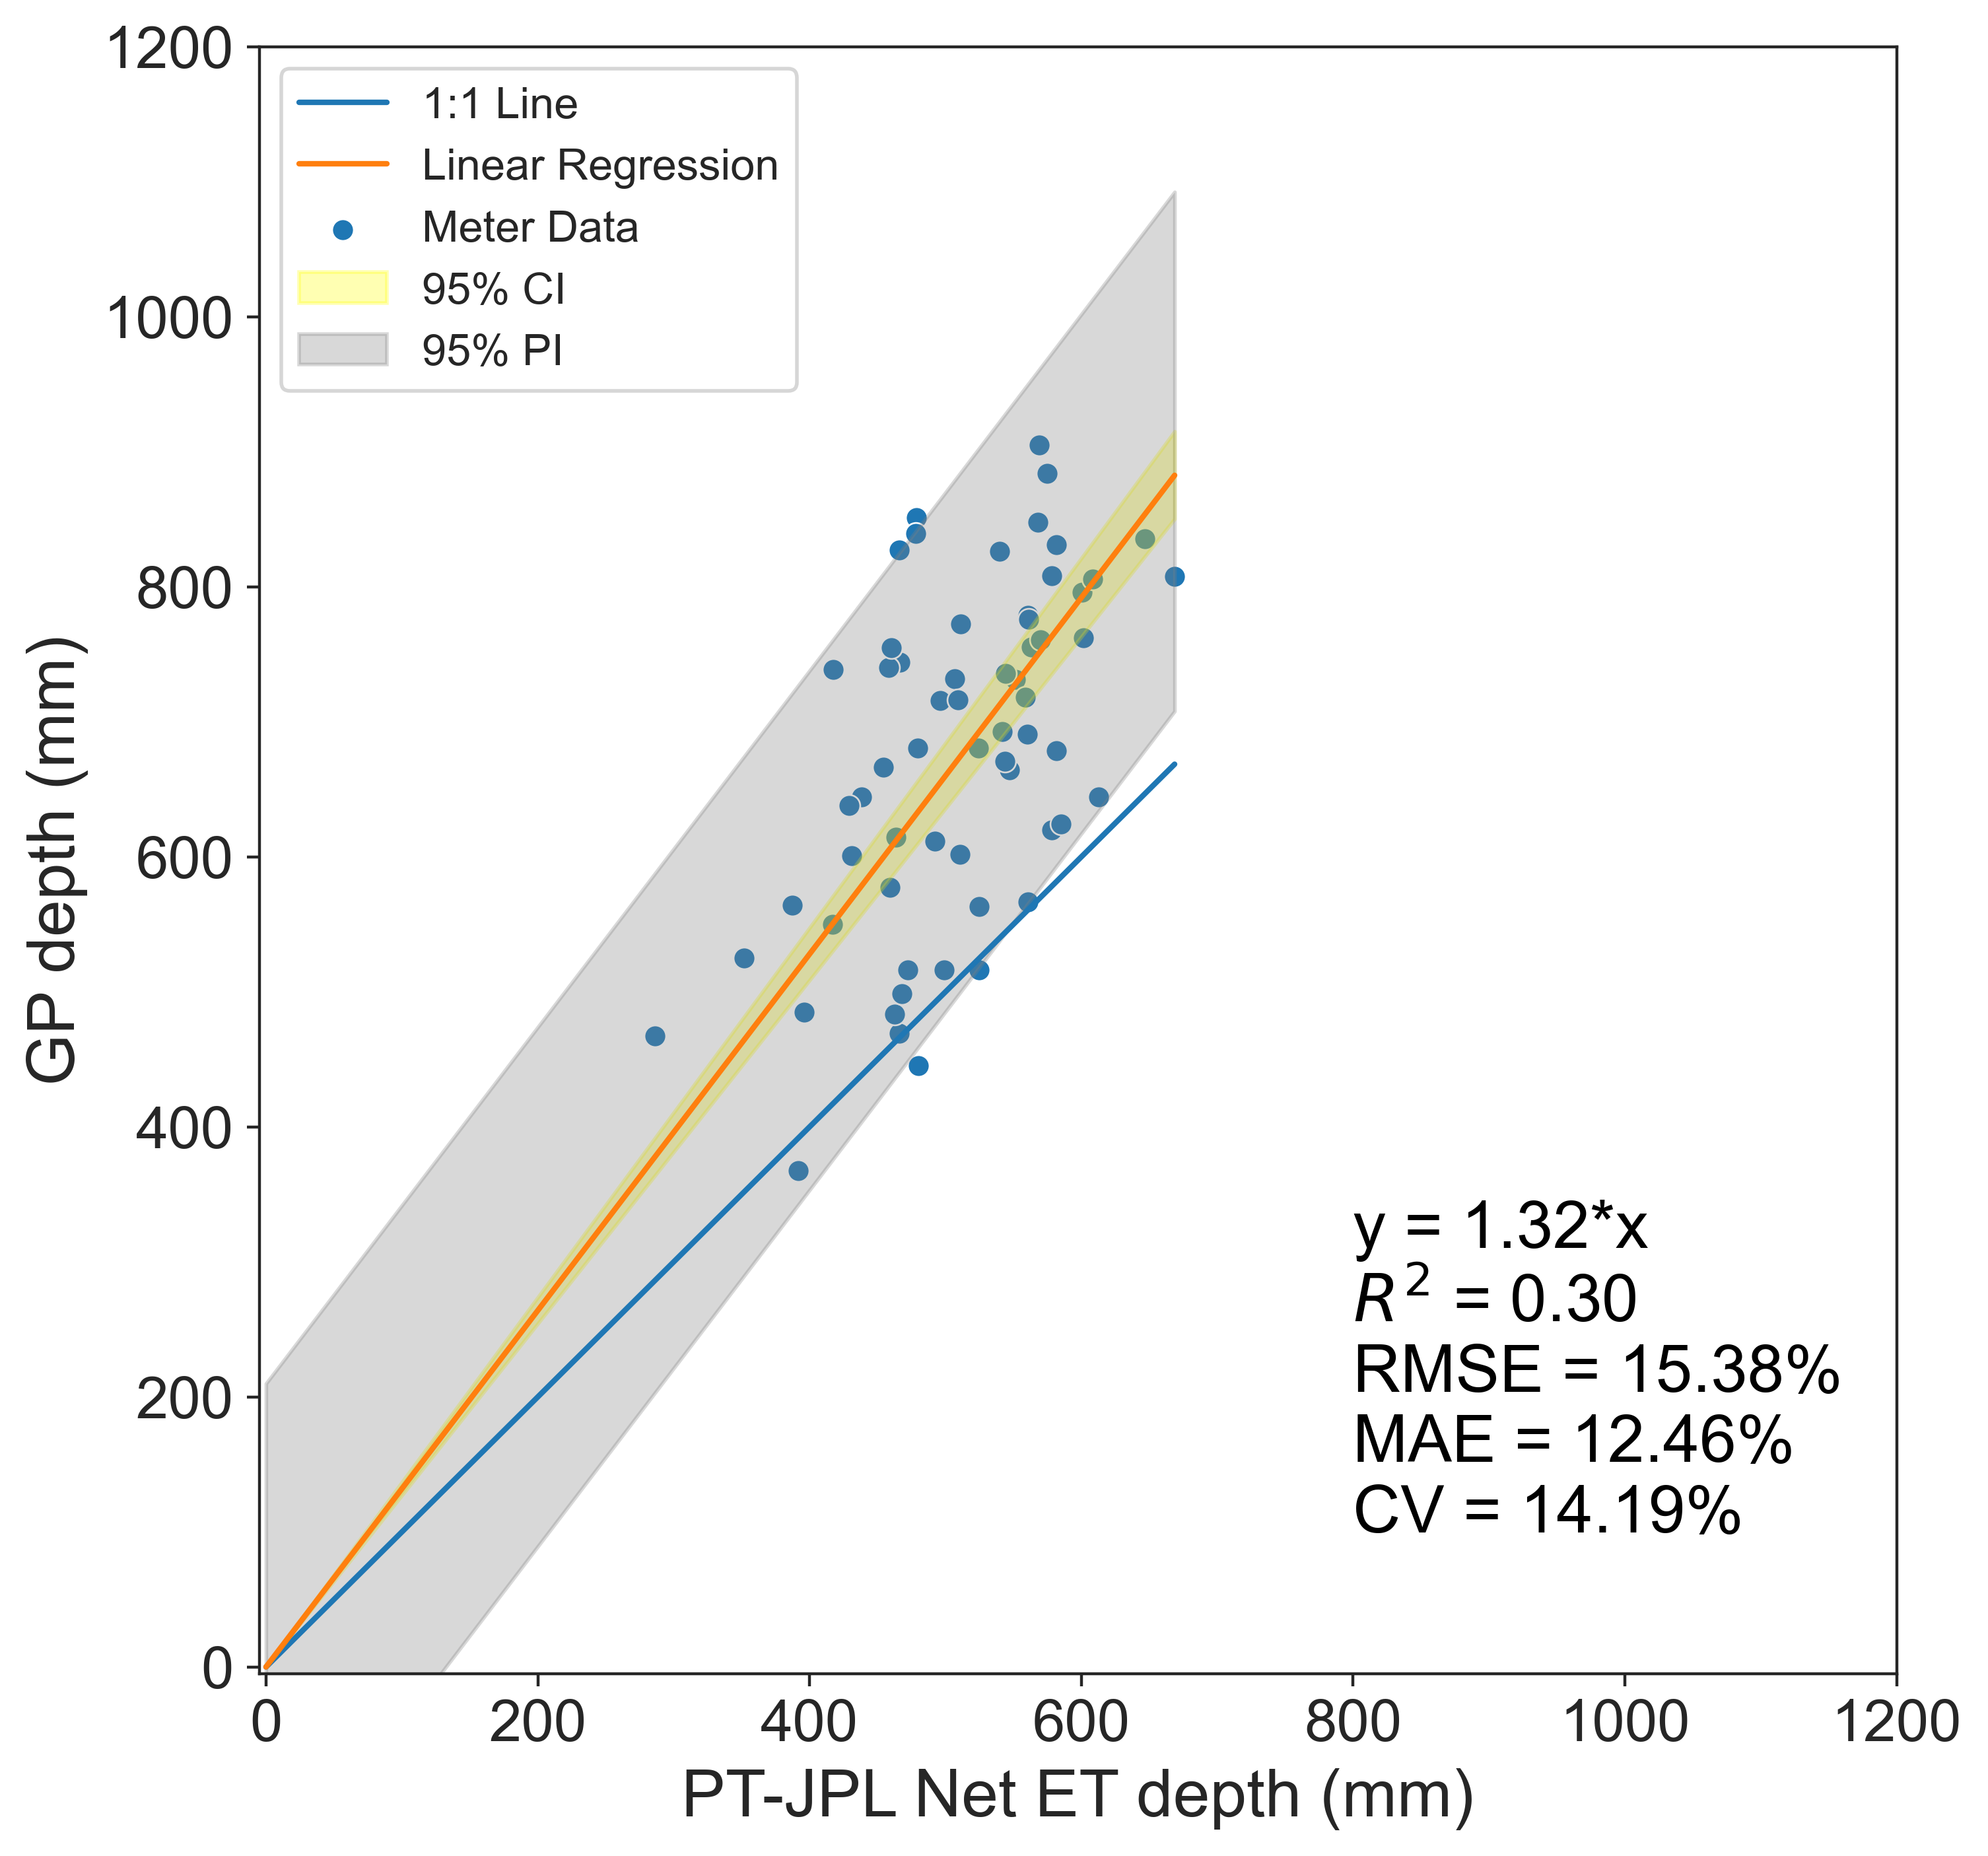 1200
1000
800
600
400
200
0
GP depth (mm)
1:1 Line
Linear Regression
Meter Data
95% CI
95% PI
y = 1.32*x
R² = 0.30
RMSE = 15.38%
MAE = 12.46%
CV = 14.19%
0 200 400 600 800 1000 1200
PT-JPL Net ET depth (mm)